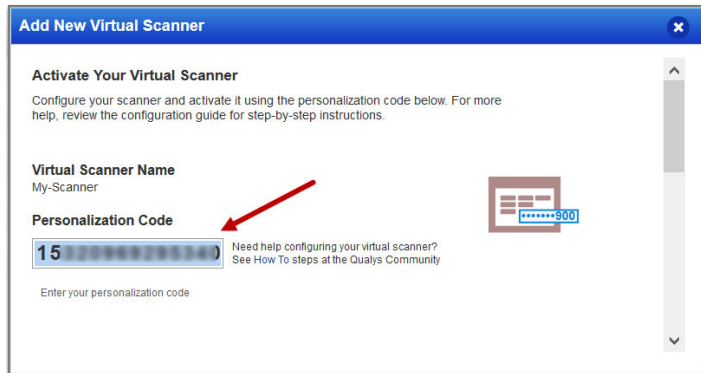 Add New Virtual Scanner
Activate Your Virtual Scanner
Configure your scanner and activate it using the personalization code below. For more
help, review the configuration guide for step-by-step instructions.
Virtual Scanner Name
My-Scanner
•••••••900
Personalization Code
Need help configuring your virtual scanner?
See How To steps at the Qualys Community
Enter your personalization code